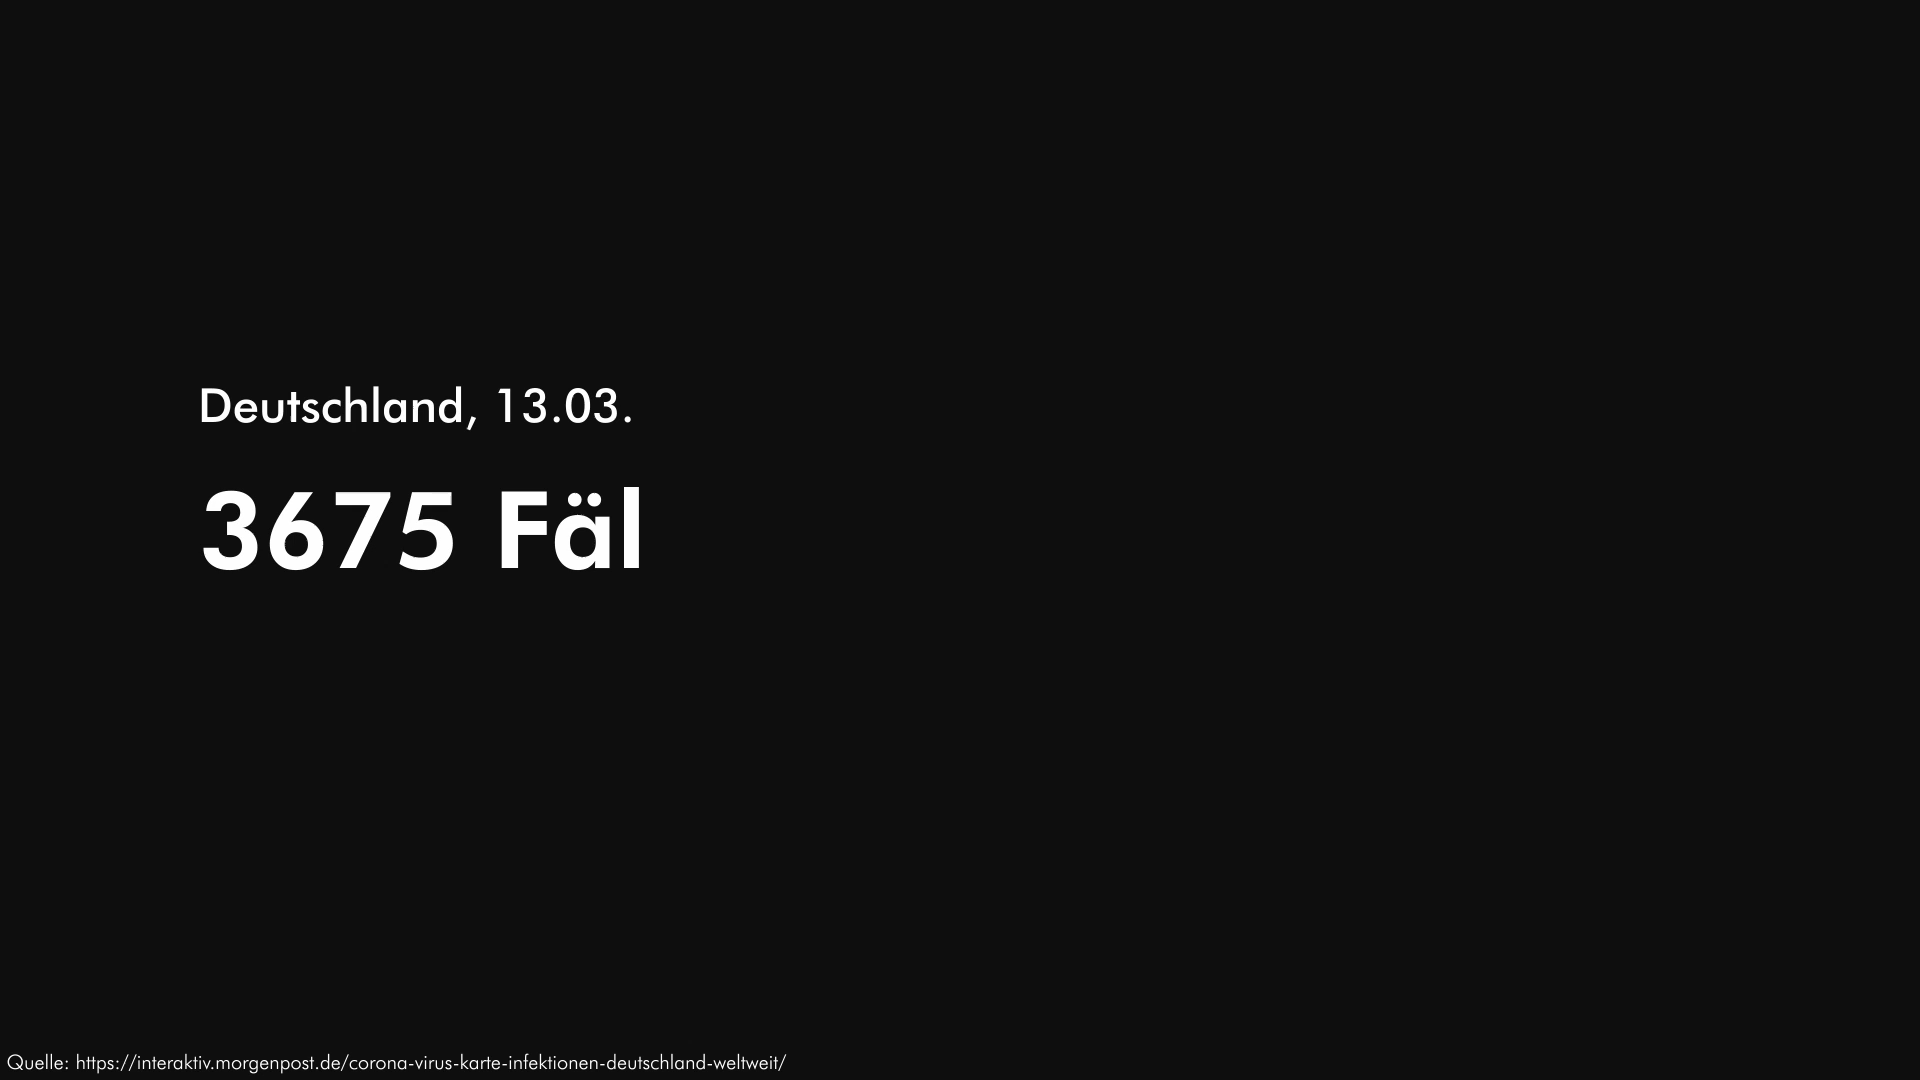 Deutschland, 13.03.
3675 Fäl
Quelle: https://interaktiv.morgenpost.de/corona-virus-karte-infektionen-deutschland-weltweit/